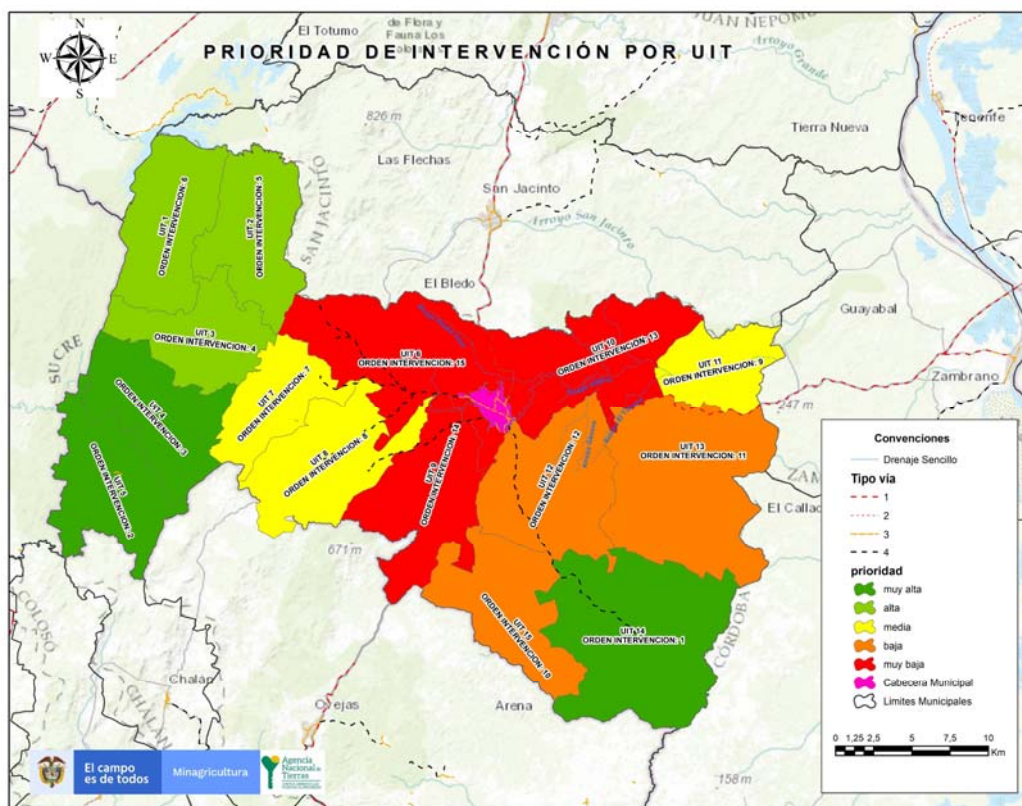 PRIORIDAD DE INTERVENCIÓN POR UIT
N
W
E
S
El Totumo
de Flora y
Fauna Los
JUAN NEPOM
Arroyo Grande
Tenerife
Tierra Nueva
826 m
Las Flechas
SAN JACINTO
San Jacinto
Arroyo San Jacinto
El Bledo
Guayabal
Zambrano
SUCRE
247 m
UIT 1
ORDEN INTERVENCION: 6
UIT 2
ORDEN INTERVENCION: 5
UIT 3
ORDEN INTERVENCION: 4
UIT 4
ORDEN INTERVENCION: 3
UIT 5
ORDEN INTERVENCION: 2
UIT 6
ORDEN INTERVENCION: 15
UIT 7
ORDEN INTERVENCION: 7
UIT 8
ORDEN INTERVENCION: 8
UIT 9
ORDEN INTERVENCION: 14
UIT 10
ORDEN INTERVENCION: 13
UIT 11
ORDEN INTERVENCION: 9
UIT 12
ORDEN INTERVENCION: 12
UIT 13
ORDEN INTERVENCION: 11
UIT 14
ORDEN INTERVENCION: 1
UIT 15
ORDEN INTERVENCION: 10
ZAM
El Callao
CÓRDOBA
671 m
COLOSO
Chalán
CHALAN
Ovejas
Arena
158 m
Convenciones
Drenaje Sencillo
Tipo vía
1
2
3
4
prioridad
muy alta
alta
media
baja
muy baja
Cabecera Municipal
Limites Municipales
0 1,25 2,5 5 7,5 10
Km
El campo
es de todos
Minagricultura
Agencia
Nacional de
Tierras